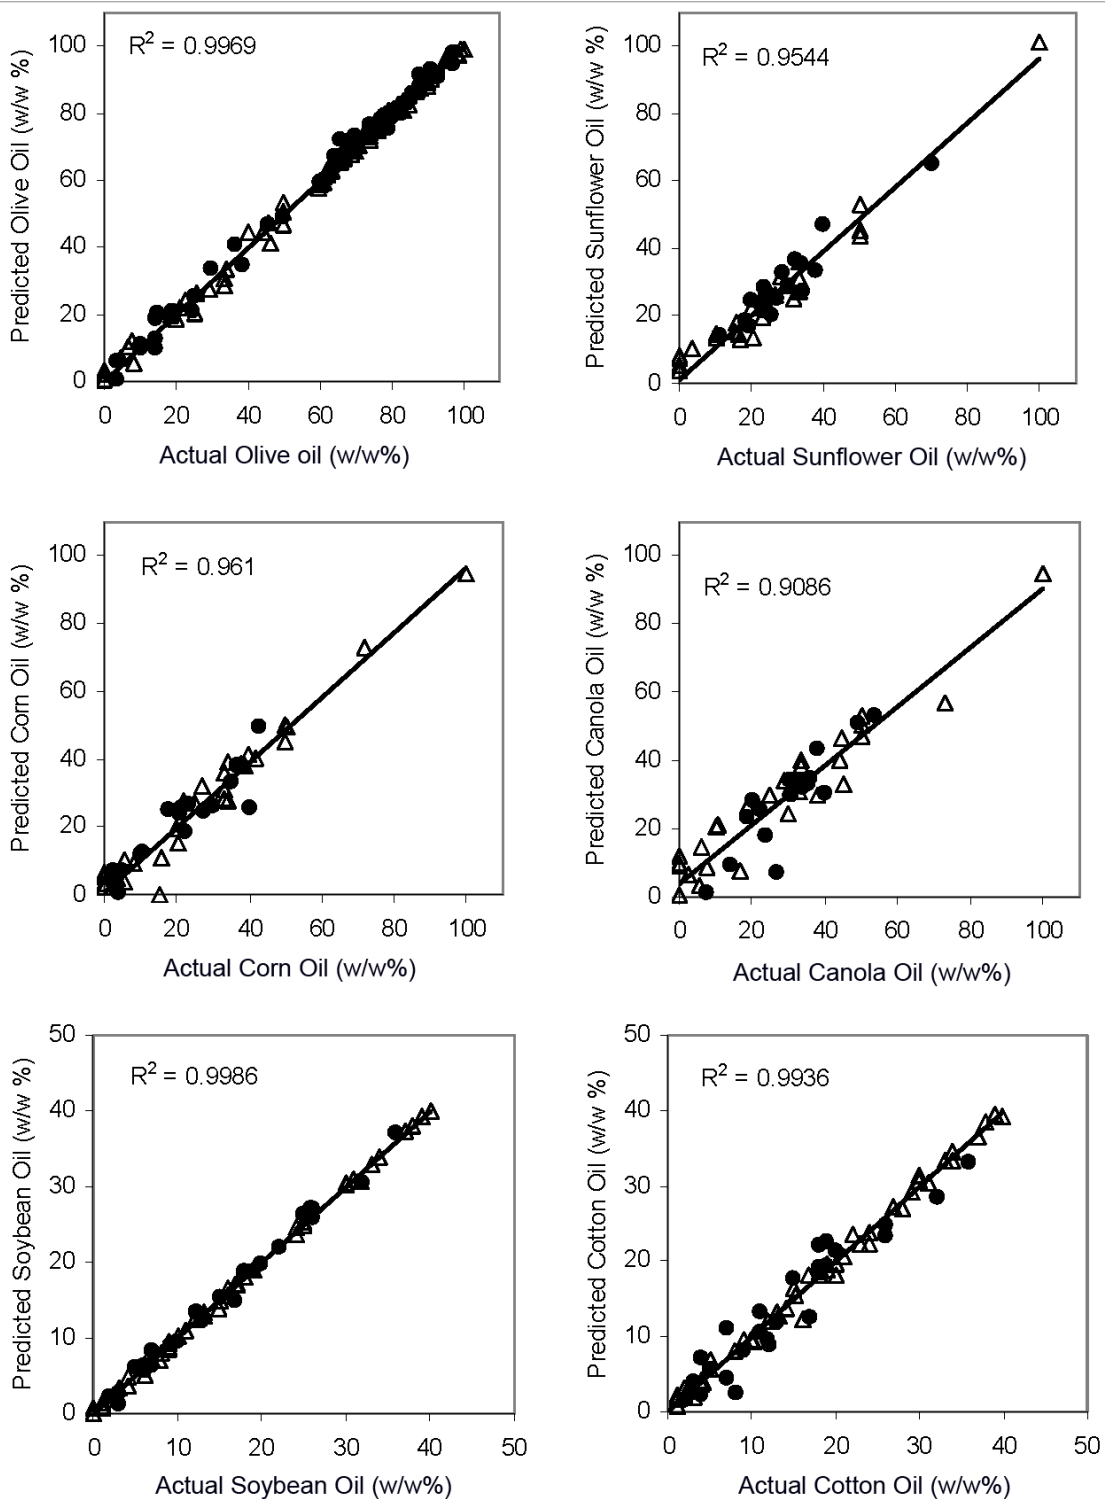 R² = 0.9969
Predicted Olive Oil (w/w %)
100
80
60
40
20
0
0 20 40 60 80 100
Actual Olive oil (w/w%)
R² = 0.9544
Predicted Sunflower Oil (w/w %)
100
80
60
40
20
0
0 20 40 60 80 100
Actual Sunflower Oil (w/w%)
R² = 0.961
Predicted Corn Oil (w/w %)
100
80
60
40
20
0
0 20 40 60 80 100
Actual Corn Oil (w/w%)
R² = 0.9086
Predicted Canola Oil (w/w %)
100
80
60
40
20
0
0 20 40 60 80 100
Actual Canola Oil (w/w%)
R² = 0.9986
Predicted Soybean Oil (w/w %)
50
40
30
20
10
0
0 10 20 30 40 50
Actual Soybean Oil (w/w%)
R² = 0.9936
Predicted Cotton Oil (w/w %)
50
40
30
20
10
0
0 10 20 30 40 50
Actual Cotton Oil (w/w%)